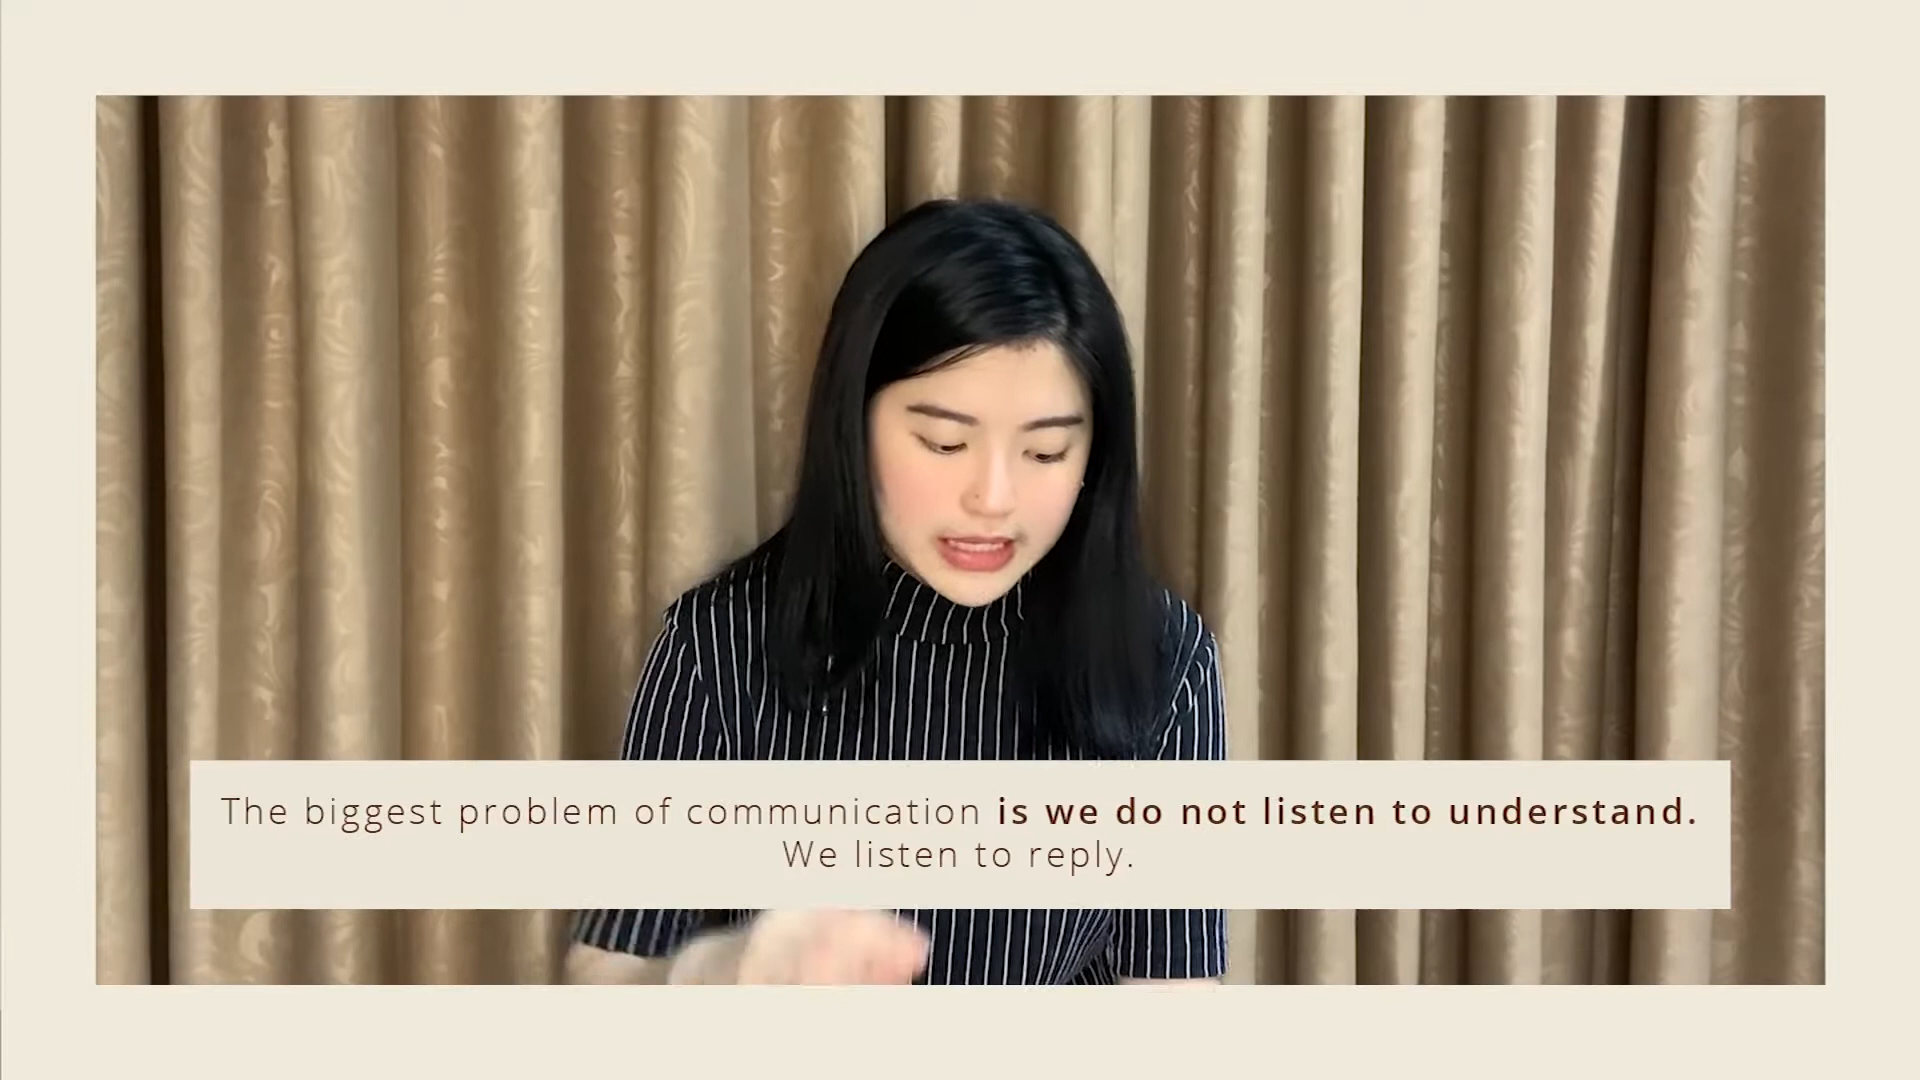 The biggest problem of communication is we do not listen to understand.
We listen to reply.